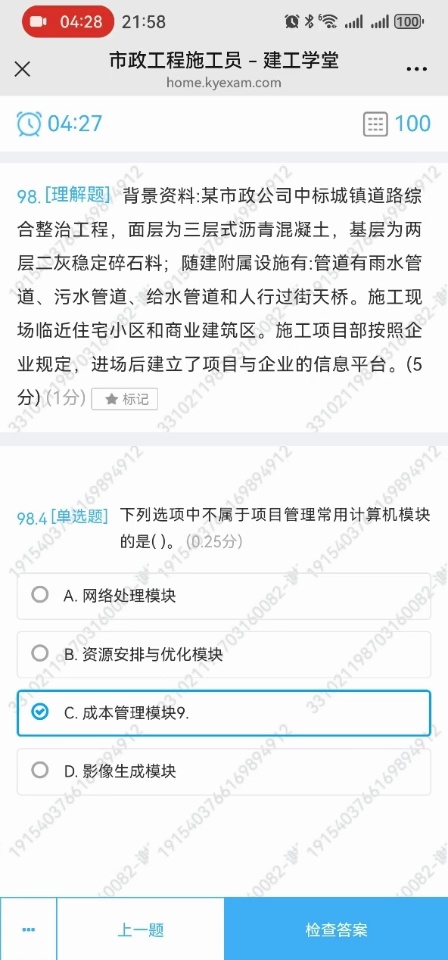 04:28 21:58 6 100
市政工程施工员 – 建工学堂
home.kyexam.com
04:27 100
98. [理解题] 背景资料:某市政公司中标城镇道路综
合整治工程，面层为三层式沥青混凝土，基层为两
层二灰稳定碎石料；随建附属设施有:管道有雨水管
道、污水管道、给水管道和人行过街天桥。施工现
场临近住宅小区和商业建筑区。施工项目部按照企
业规定，进场后建立了项目与企业的信息平台。(5
分) (1分) ★ 标记
98.4 [单选题] 下列选项中不属于项目管理常用计算机模块
的是( )。 (0.25分)
A. 网络处理模块
B. 资源安排与优化模块
C. 成本管理模块9.
D. 影像生成模块
上一题 检查答案